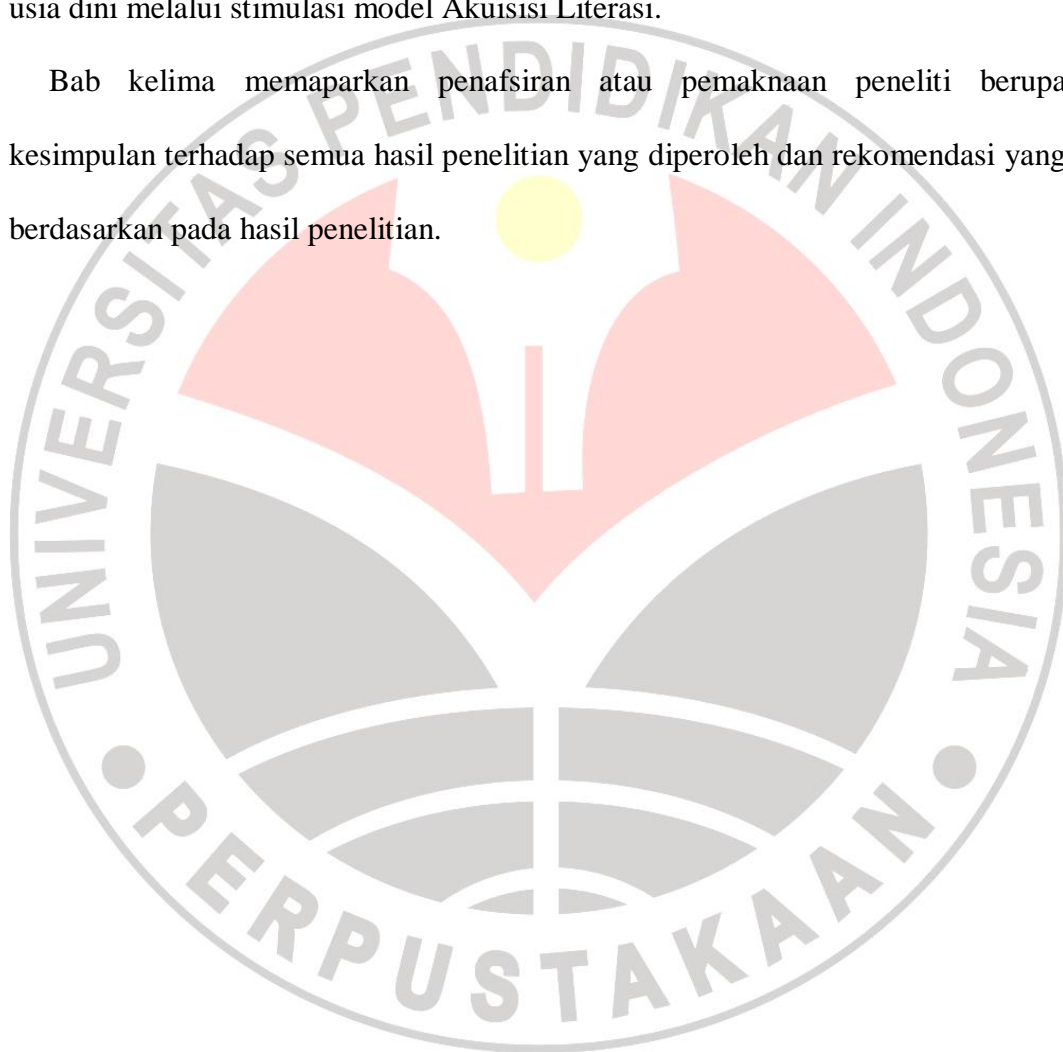 usia dini melalui stimulasi model Akuisisi Literasi.
Bab kelima memaparkan penafsiran atau pemaknaan peneliti berupa
kesimpulan terhadap semua hasil penelitian yang diperoleh dan rekomendasi yang
berdasarkan pada hasil penelitian.
UNIVERSITAS PENDIDIKAN INDONESIA
• PERPUSTAKAAN •